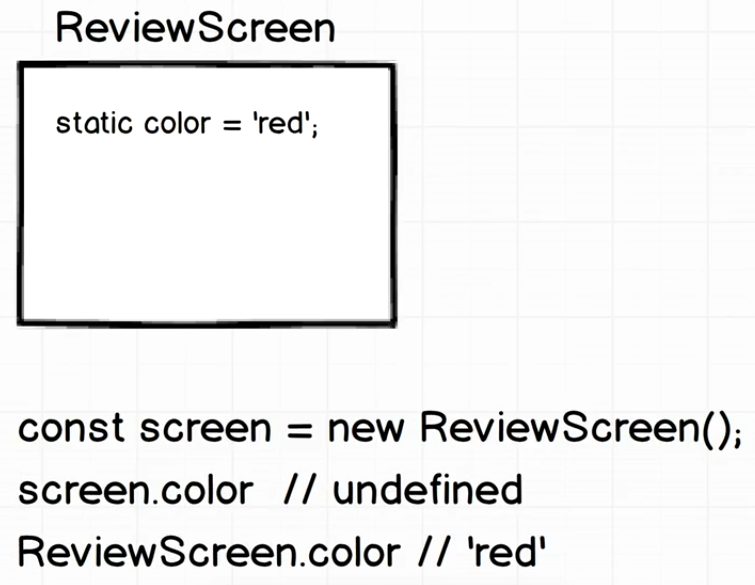 ReviewScreen
static color = 'red';
const screen = new ReviewScreen();
screen.color // undefined
ReviewScreen.color // 'red'